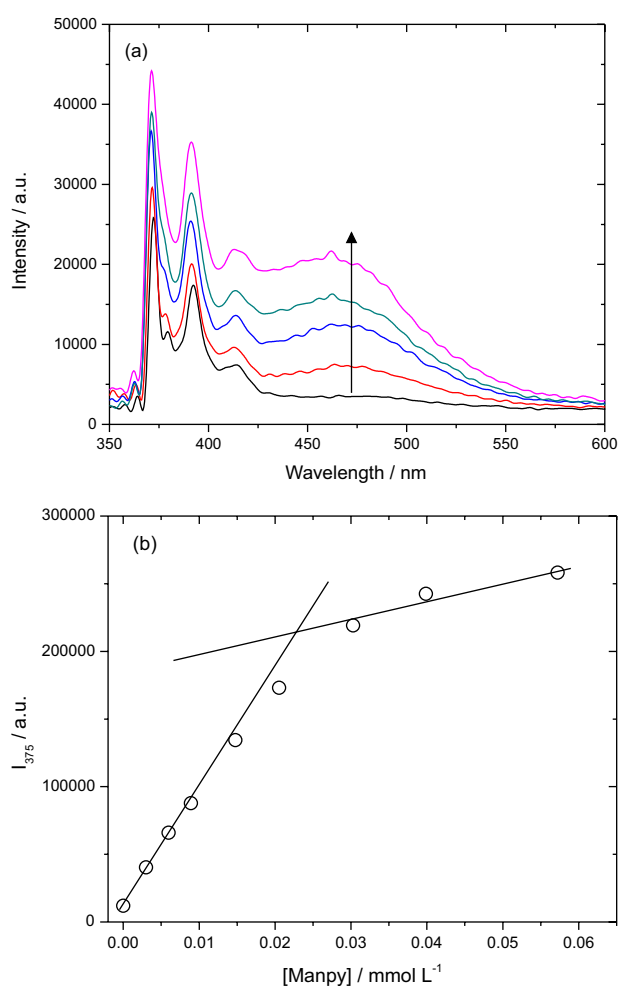 (a)
50000
40000
30000
20000
10000
0
Intensity / a.u.
350 400 450 500 550 600
Wavelength / nm
(b)
300000
200000
100000
0
I375 / a.u.
0.00 0.01 0.02 0.03 0.04 0.05 0.06
[Manpy] / mmol L-1